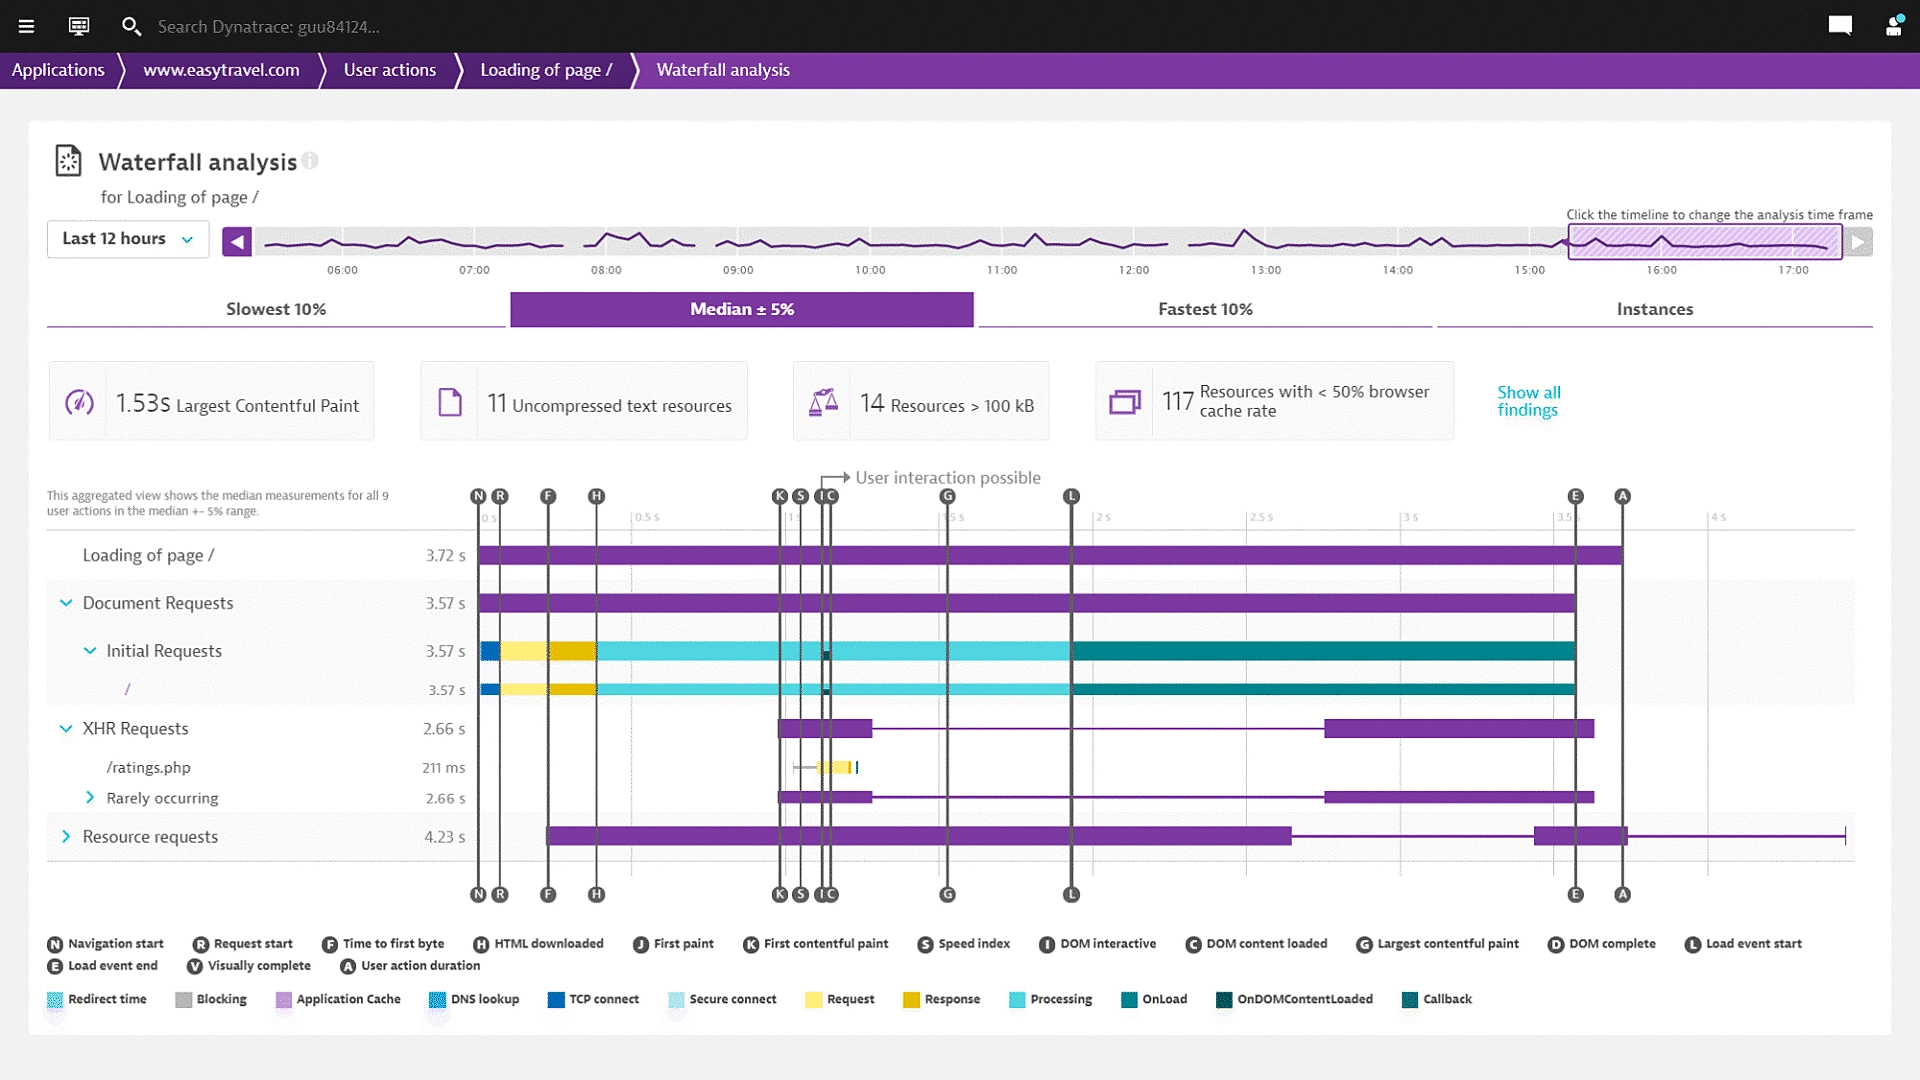 Search Dynatrace: guu84124...
Applications
www.easytravel.com
User actions
Loading of page /
Waterfall analysis
Waterfall analysis
for Loading of page /
Click the timeline to change the analysis time frame
Last 12 hours
06:00 07:00 08:00 09:00 10:00 11:00 12:00 13:00 14:00 15:00 16:00 17:00
Slowest 10%
Median ± 5%
Fastest 10%
Instances
1.53s Largest Contentful Paint
11 Uncompressed text resources
14 Resources > 100 kB
117 Resources with < 50% browser
cache rate
Show all
findings
User interaction possible
This aggregated view shows the median measurements for all 9
user actions in the median +- 5% range.
N R F H K S I C G L E A
0 s 0.5 s 1 s 2 s 2.5 s 3 s 3.5s 4 s
Loading of page / 3.72 s
Document Requests 3.57 s
Initial Requests 3.57 s
/ 3.57 s
XHR Requests 2.66 s
/ratings.php 211 ms
Rarely occurring 2.66 s
Resource requests 4.23 s
N R F H K S I C G L E A
N Navigation start R Request start F Time to first byte H HTML downloaded J First paint K First contentful paint S Speed index I DOM interactive C DOM content loaded G Largest contentful paint D DOM complete L Load event start
E Load event end V Visually complete A User action duration
Redirect time Blocking Application Cache DNS lookup TCP connect Secure connect Request Response Processing OnLoad OnDOMContentLoaded Callback